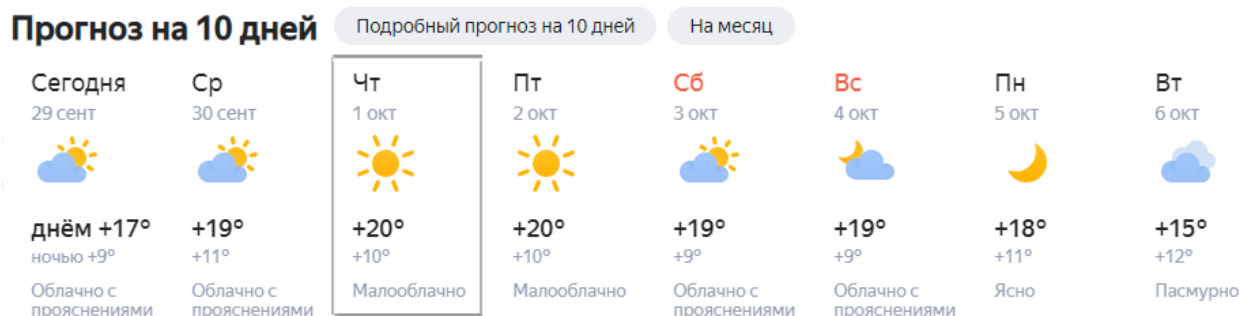 Прогноз на 10 дней Подробный прогноз на 10 дней На месяц
Сегодня Ср Чт Пт Сб Вс Пн Вт
29 сент 30 сент 1 окт 2 окт 3 окт 4 окт 5 окт 6 окт
днём +17° +19° +20° +20° +19° +19° +18° +15°
ночью +9° +11° +10° +10° +9° +9° +11° +12°
Облачно с Облачно с Малооблачно Малооблачно Облачно с Облачно с Ясно Пасмурно
прояснениями прояснениями прояснениями прояснениями